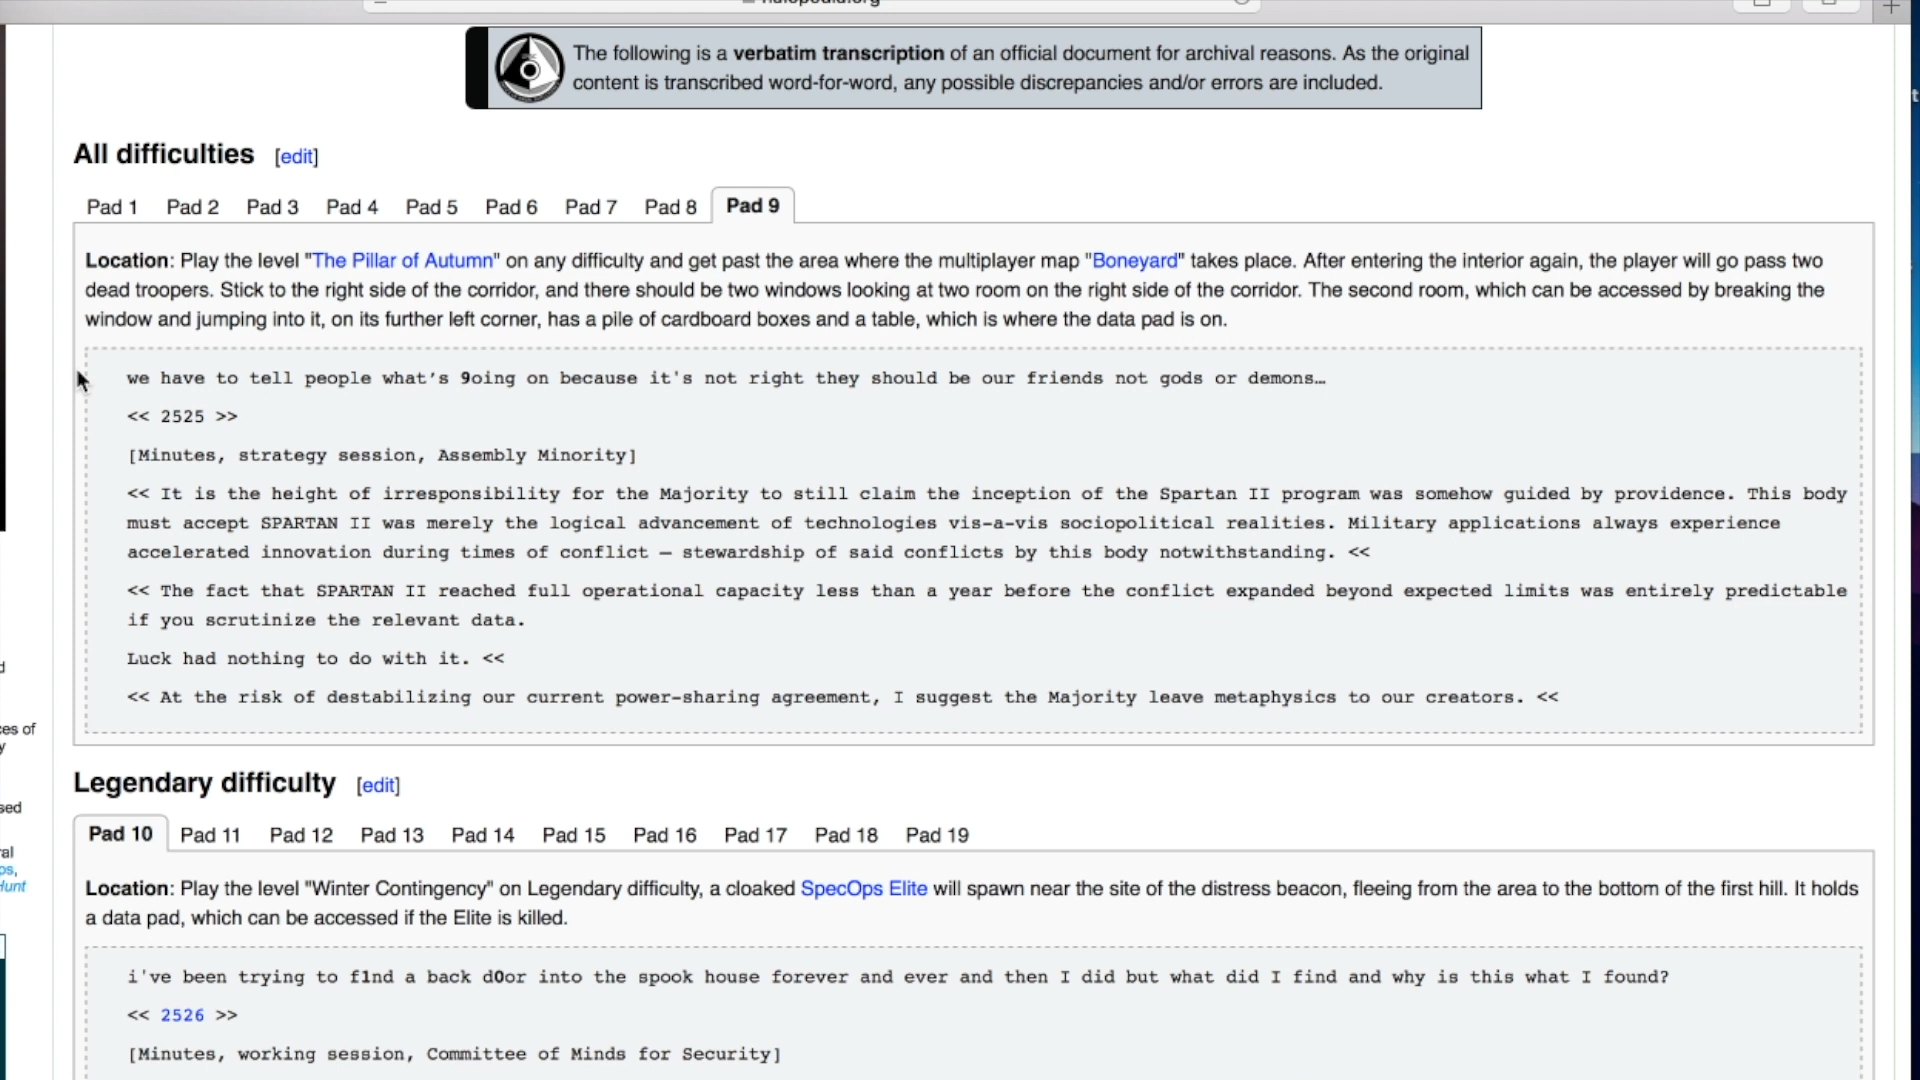 The following is a verbatim transcription of an official document for archival reasons. As the original
content is transcribed word-for-word, any possible discrepancies and/or errors are included.
All difficulties [edit]
Pad 1 Pad 2 Pad 3 Pad 4 Pad 5 Pad 6 Pad 7 Pad 8 Pad 9
Location: Play the level "The Pillar of Autumn" on any difficulty and get past the area where the multiplayer map "Boneyard" takes place. After entering the interior again, the player will go pass two
dead troopers. Stick to the right side of the corridor, and there should be two windows looking at two room on the right side of the corridor. The second room, which can be accessed by breaking the
window and jumping into it, on its further left corner, has a pile of cardboard boxes and a table, which is where the data pad is on.
we have to tell people what's 9oing on because it's not right they should be our friends not gods or demons…
<< 2525 >>
[Minutes, strategy session, Assembly Minority]
<< It is the height of irresponsibility for the Majority to still claim the inception of the Spartan II program was somehow guided by providence. This body
must accept SPARTAN II was merely the logical advancement of technologies vis-a-vis sociopolitical realities. Military applications always experience
accelerated innovation during times of conflict — stewardship of said conflicts by this body notwithstanding. <<
<< The fact that SPARTAN II reached full operational capacity less than a year before the conflict expanded beyond expected limits was entirely predictable
if you scrutinize the relevant data.
Luck had nothing to do with it. <<
<< At the risk of destabilizing our current power-sharing agreement, I suggest the Majority leave metaphysics to our creators. <<
Legendary difficulty [edit]
Pad 10 Pad 11 Pad 12 Pad 13 Pad 14 Pad 15 Pad 16 Pad 17 Pad 18 Pad 19
Location: Play the level "Winter Contingency" on Legendary difficulty, a cloaked SpecOps Elite will spawn near the site of the distress beacon, fleeing from the area to the bottom of the first hill. It holds
a data pad, which can be accessed if the Elite is killed.
i've been trying to f1nd a back d0or into the spook house forever and ever and then I did but what did I find and why is this what I found?
<< 2526 >>
[Minutes, working session, Committee of Minds for Security]